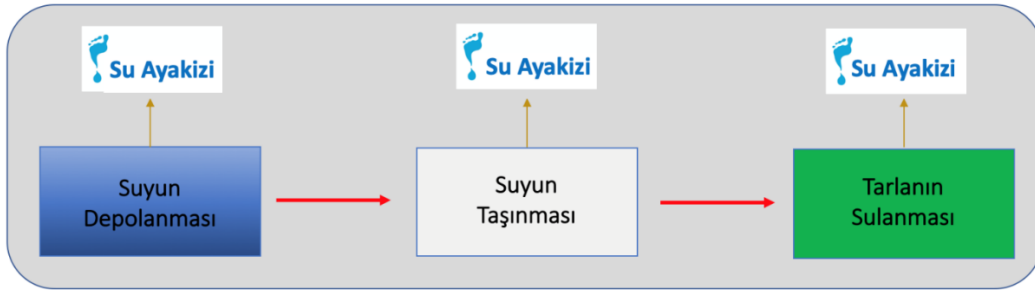 Su Ayakizi
Su Ayakizi
Su Ayakizi
Suyun
Depolanması
Suyun
Taşınması
Tarlanın
Sulanması